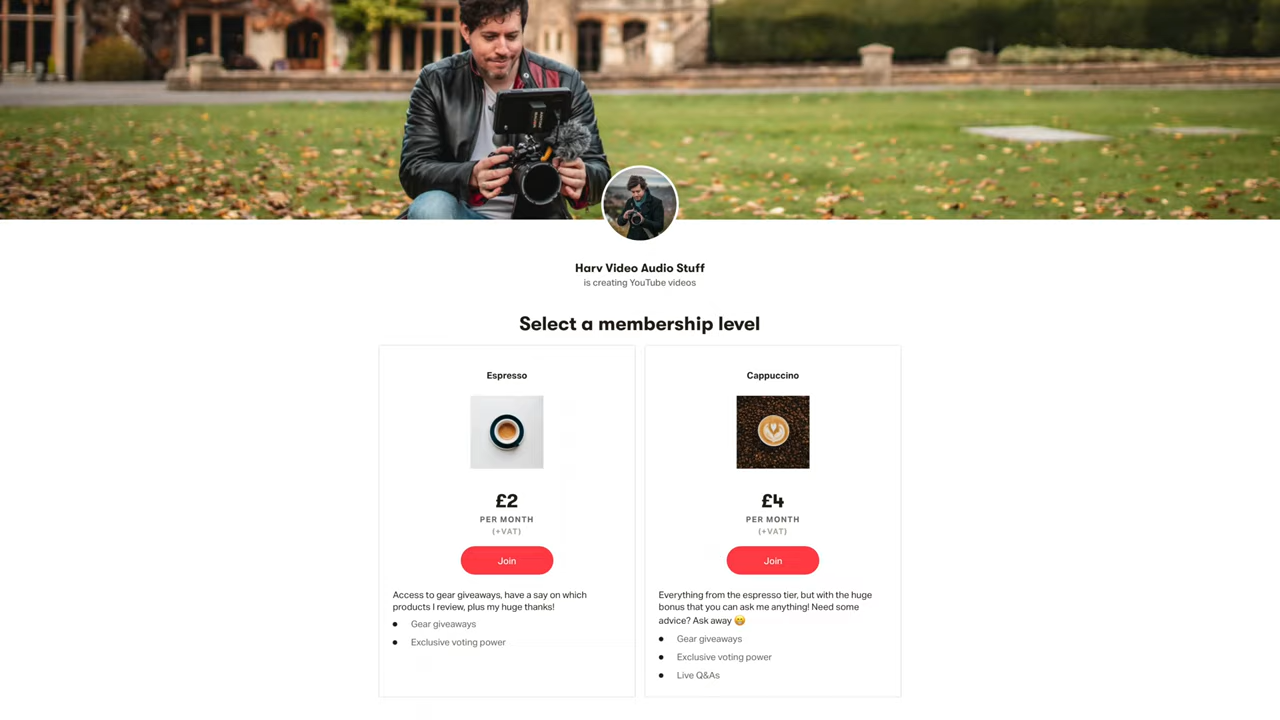 Harv Video Audio Stuff
is creating YouTube videos
Select a membership level
Espresso
£2
PER MONTH
(+VAT)
Join
Access to gear giveaways, have a say on which
products I review, plus my huge thanks!
Gear giveaways
Exclusive voting power
Cappuccino
£4
PER MONTH
(+VAT)
Join
Everything from the espresso tier, but with the huge
bonus that you can ask me anything! Need some
advice? Ask away 😁
Gear giveaways
Exclusive voting power
Live Q&As